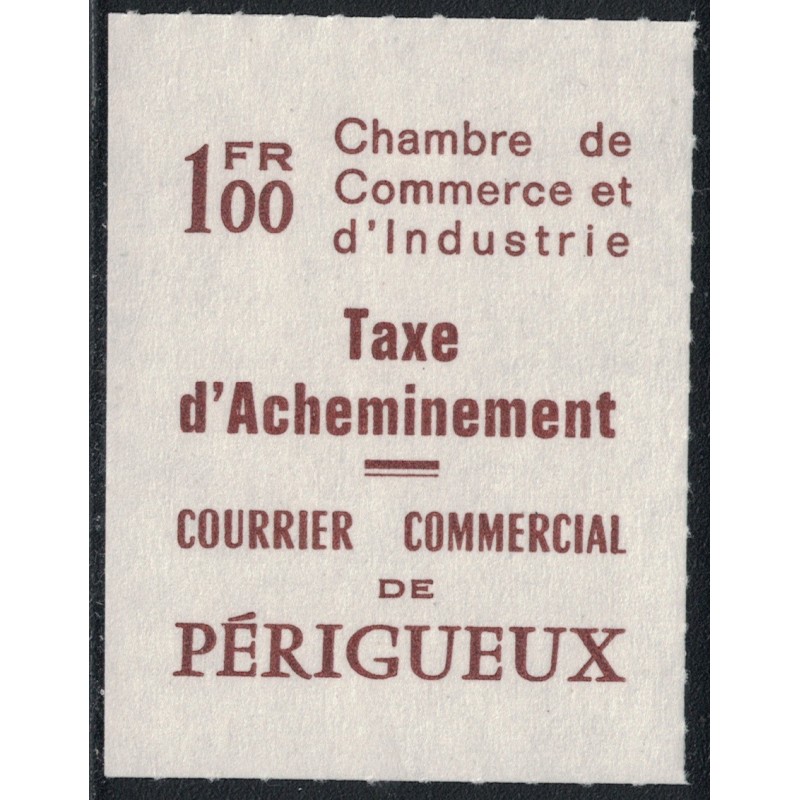 1FR00
Chambre de
Commerce et
d'Industrie
Taxe
d'Acheminement
COURRIER COMMERCIAL
DE
PÉRIGUEUX